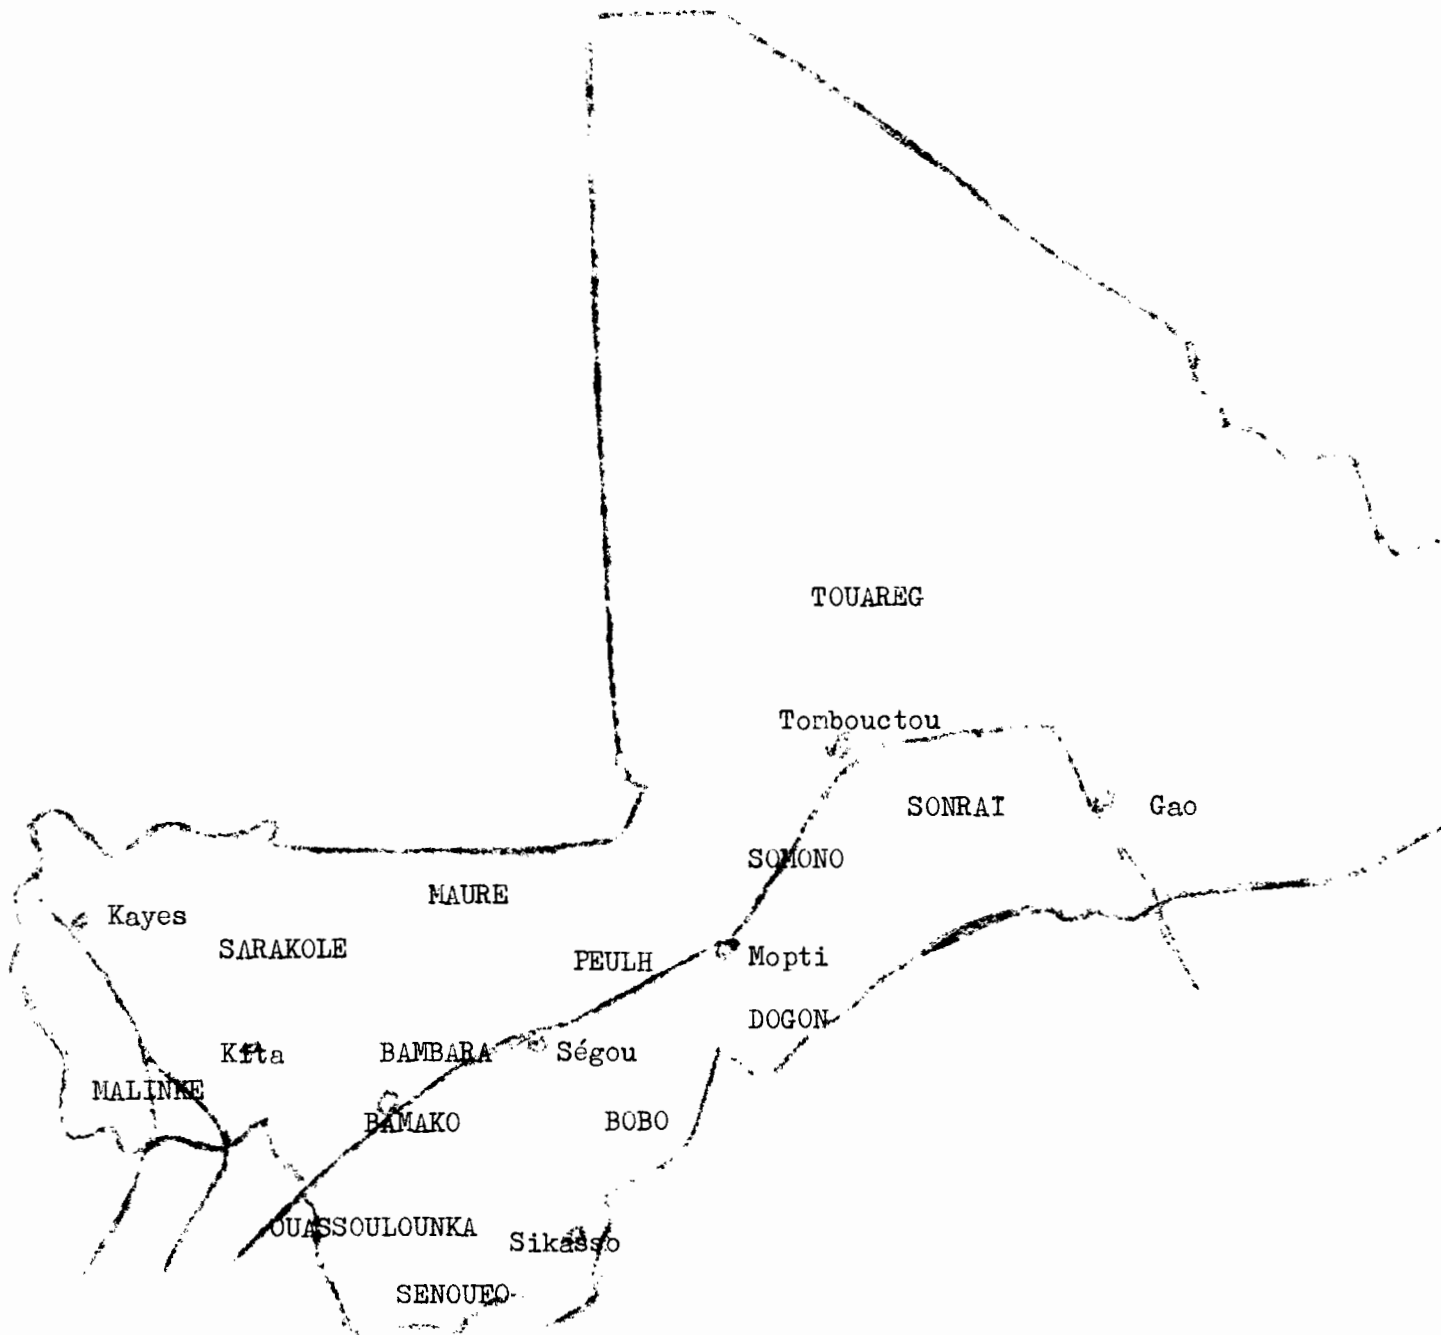 TOUAREG
Tombouctou
SONRAI
Gao
SOMONO
MAURE
Kayes
SARAKOLE
PEULH
Mopti
DOGON
Kita
BAMBARA
Ségou
MALINKE
BAMAKO
BOBO
OUASSOULOUNKA
Sikasso
SENOUFO